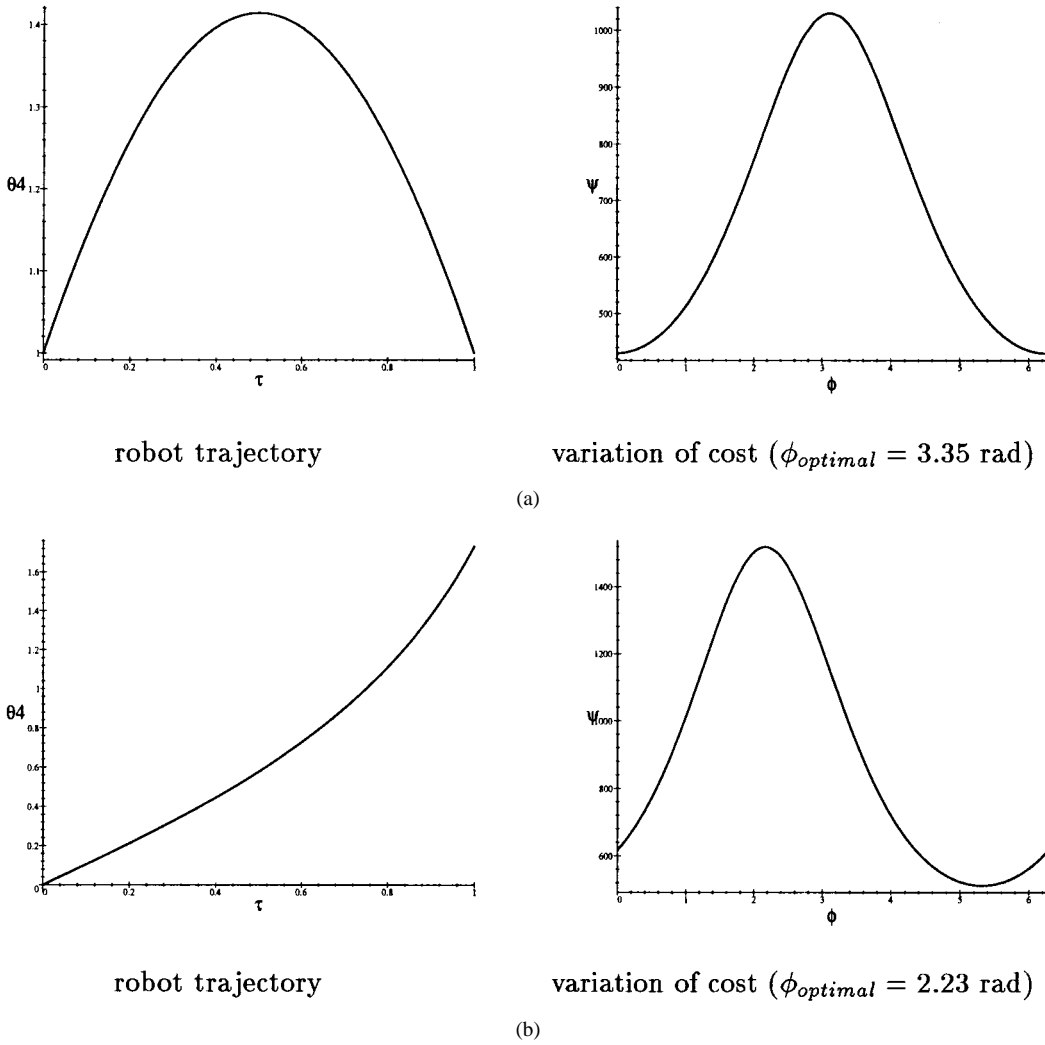 1.4
1.3
θ4
1.2
1.1
1
0 0.2 0.4 0.6 0.8 1
τ
1000
900
800
ψ
700
600
500
0 1 2 3 4 5 6
ϕ
robot trajectory
variation of cost (ϕoptimal = 3.35 rad)
(a)
1.6
1.4
1.2
1
θ4
0.8
0.6
0.4
0.2
0
0.2 0.4 0.6 0.8 1
τ
1400
1200
ψ
1000
800
600
0 1 2 3 4 5 6
ϕ
robot trajectory
variation of cost (ϕoptimal = 2.23 rad)
(b)